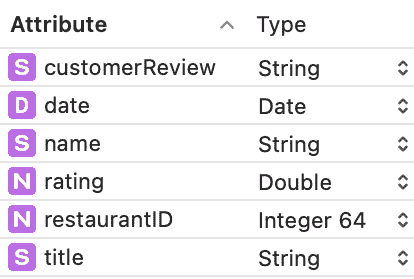 Attribute Type
S customerReview String
D date Date
S name String
N rating Double
N restaurantID Integer 64
S title String